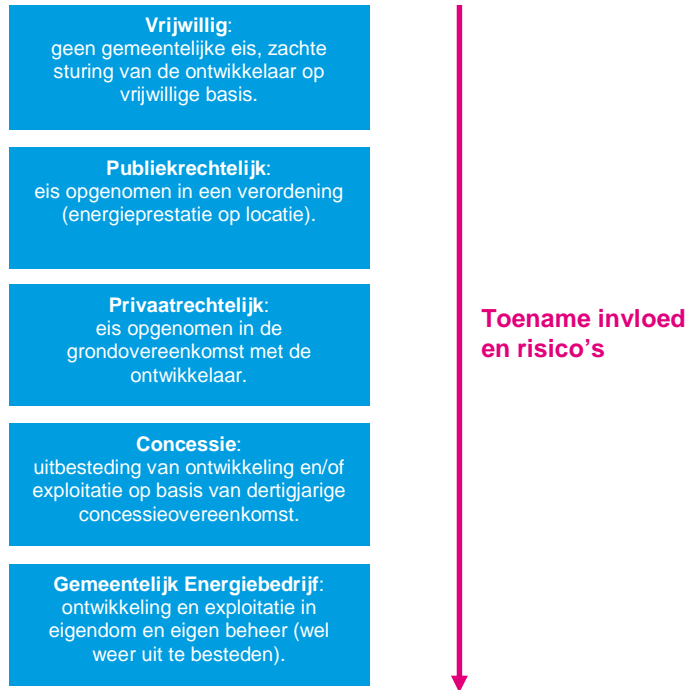 Vrijwillig:
geen gemeentelijke eis, zachte
sturing van de ontwikkelaar op
vrijwillige basis.
Publiekrechtelijk:
eis opgenomen in een verordening
(energieprestatie op locatie).
Privaatrechtelijk:
eis opgenomen in de
grondovereenkomst met de
ontwikkelaar.
Concessie:
uitbesteding van ontwikkeling en/of
exploitatie op basis van dertigjarige
concessieovereenkomst.
Gemeentelijk Energiebedrijf:
ontwikkeling en exploitatie in
eigendom en eigen beheer (wel
weer uit te besteden).
Toename invloed
en risico’s